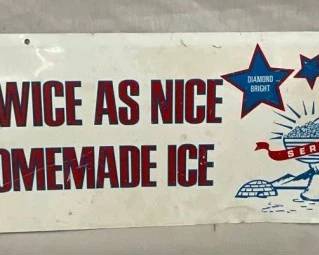 WICE AS NICE
OMEMADE ICE
DIAMOND
BRIGHT
SER